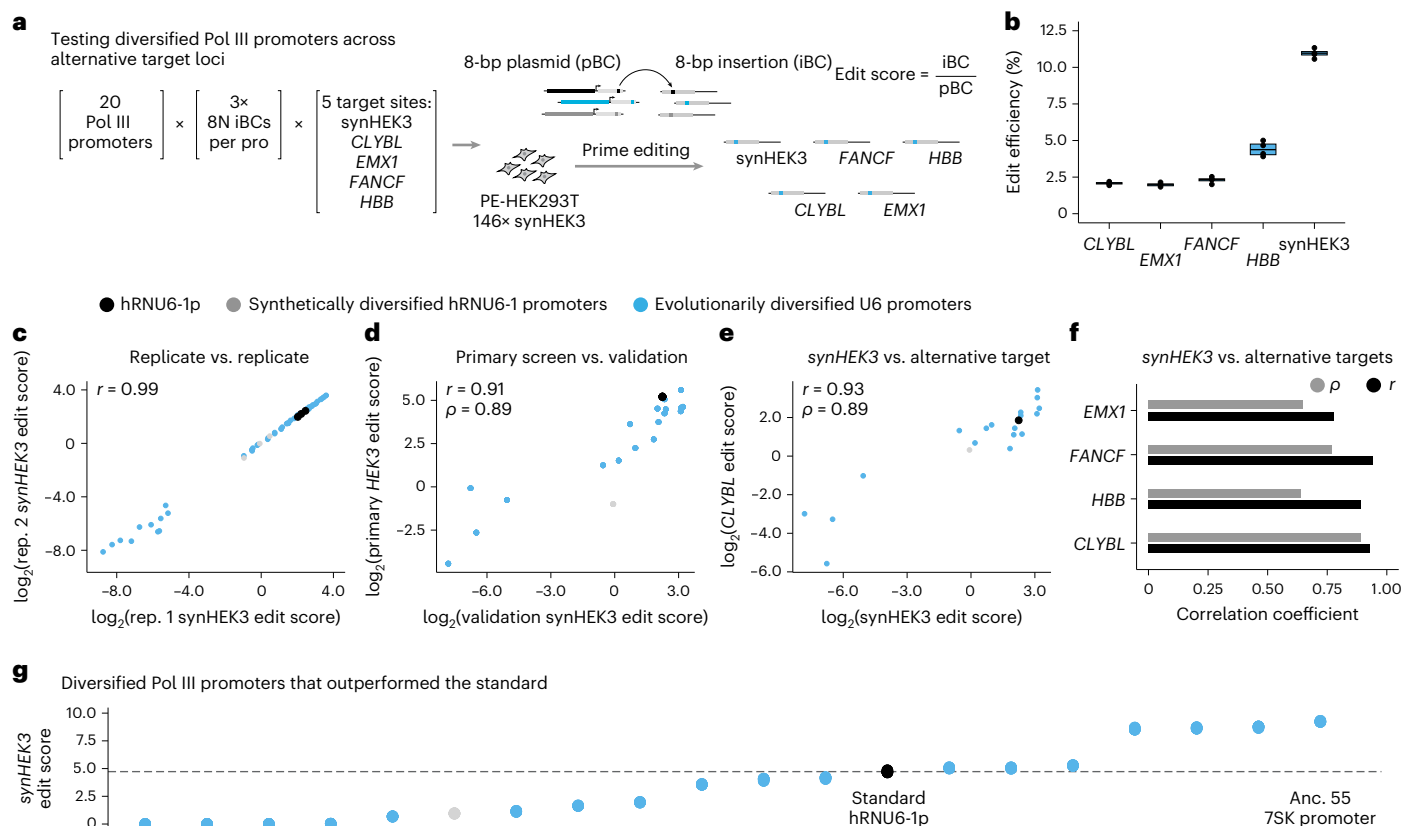 a
Testing diversified Pol III promoters across
alternative target loci
20
Pol III
promoters
×
3×
8N iBCs
per pro
×
5 target sites:
synHEK3
CLYBL
EMX1
FANCF
HBB
8-bp plasmid (pBC)
8-bp insertion (iBC)
Edit score = iBC
pBC
PE-HEK293T
146× synHEK3
Prime editing
synHEK3
FANCF
HBB
CLYBL
EMX1
b
Edit efficiency (%)
12.5
10.0
5.0
2.5
0
CLYBL
EMX1
FANCF
HBB
synHEK3
hRNU6-1p
Synthetically diversified hRNU6-1 promoters
Evolutionarily diversified U6 promoters
c
Replicate vs. replicate
r = 0.99
log2(rep. 2 synHEK3 edit score)
4.0
0
−4.0
−8.0
−8.0
−4.0
0
4.0
log2(rep. 1 synHEK3 edit score)
d
Primary screen vs. validation
r = 0.91
ρ = 0.89
log2(primary HEK3 edit score)
5.0
2.5
0
−2.5
−6.0
−3.0
0
3.0
log2(validation synHEK3 edit score)
e
synHEK3 vs. alternative target
r = 0.93
ρ = 0.89
log2(CLYBL edit score)
2.0
0
−2.0
−4.0
−6.0
−6.0
−3.0
0
3.0
log2(synHEK3 edit score)
f
synHEK3 vs. alternative targets
ρ
r
EMX1
FANCF
HBB
CLYBL
0
0.25
0.50
0.75
1.00
Correlation coefficient
g
Diversified Pol III promoters that outperformed the standard
synHEK3
edit score
10.0
7.5
5.0
2.5
0
Standard
hRNU6-1p
Anc. 55
7SK promoter